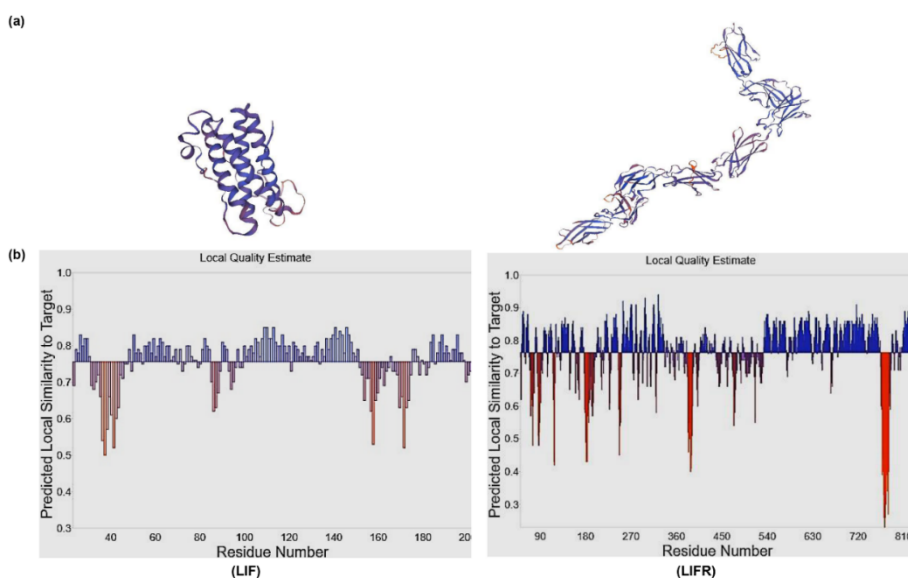 (a)
(b)
Local Quality Estimate
Predicted Local Similarity to Target
1.0
0.9
0.8
0.7
0.6
0.5
0.4
0.3
40 60 80 100 120 140 160 180 20
Residue Number
(LIF)
Local Quality Estimate
Predicted Local Similarity to Target
1.0
0.9
0.8
0.7
0.6
0.5
0.4
0.3
90 180 270 360 450 540 630 720 810
Residue Number
(LIFR)